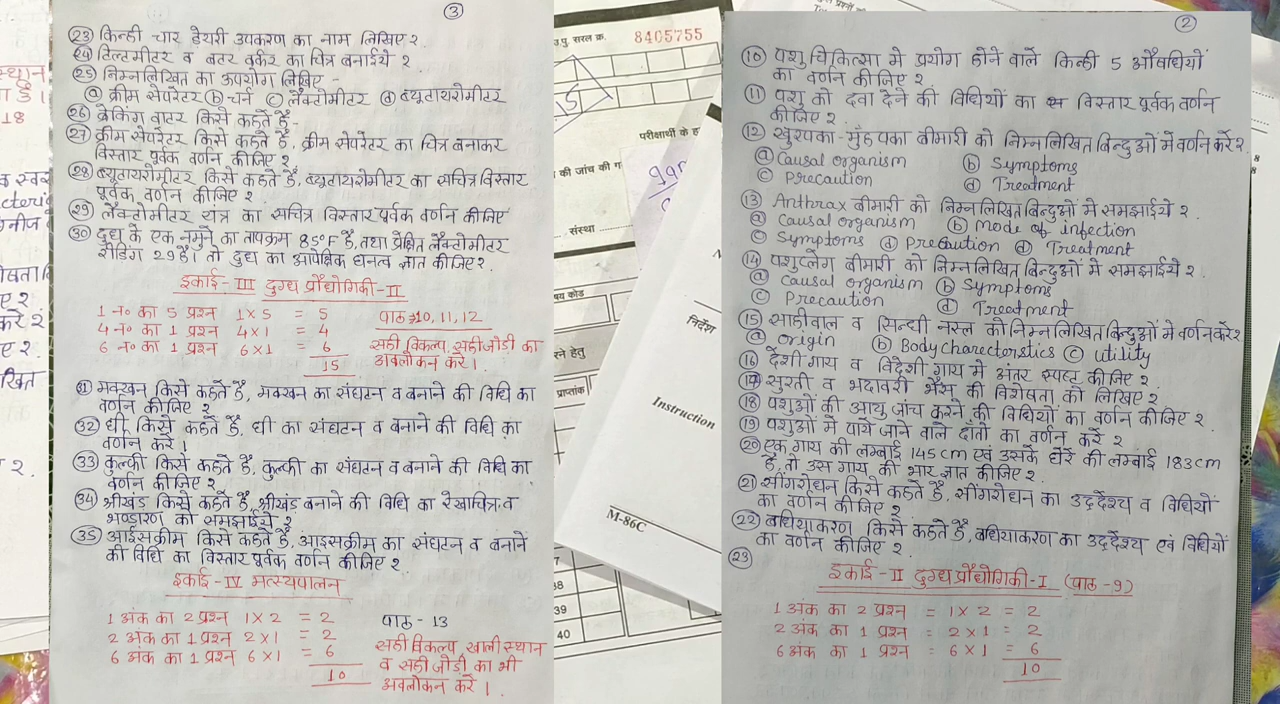 ③
㉓ किन्ही चार डेयरी उपकरण का नाम लिखिए २
㉔ टिल्टमीटर व बटर वर्कर का चित्र बनाईये २
㉕ निम्नलिखित का उपयोग लिखिए -
ⓐ क्रीम सेपरेटर ⓑ चर्न ⓒ लैक्टोमीटर ⓓ ब्यूटायरोमीटर
㉖ ब्रेकिंग वाटर किसे कहते हैं -
㉗ क्रीम सेपरेटर किसे कहते हैं, क्रीम सेपरेटर का चित्र बनाकर
विस्तार पूर्वक वर्णन कीजिए २
㉘ ब्यूटायरोमीटर किसे कहते हैं, ब्यूटायरोमीटर का सचित्र विस्तार
पूर्वक वर्णन कीजिए २
㉙ लैक्टोमीटर यंत्र का सचित्र विस्तार पूर्वक वर्णन कीजिए
㉚ दूध के एक नमूने का तापक्रम 85°F है, तथा प्रेक्षित लैक्टोमीटर
रीडिंग 29 है। तो दूध का आपेक्षिक घनत्व ज्ञात कीजिए २.
इकाई - III दुग्ध प्रौद्योगिकी - II
1 न० का 5 प्रश्न 1×5 = 5
4 न० का 1 प्रश्न 4×1 = 4
6 न० का 1 प्रश्न 6×1 = 6
15
पाठ 10, 11, 12
सही विकल्प, सही जोड़ी का
अवलोकन करे।
㉛ मक्खन किसे कहते हैं, मक्खन का संघटन व बनाने की विधि का
वर्णन कीजिए २
㉜ घी किसे कहते हैं, घी का संघटन व बनाने की विधि का
वर्णन करें।
㉝ कुल्फी किसे कहते हैं, कुल्फी का संघटन व बनाने की विधि का
वर्णन कीजिए २
㉞ श्रीखंड किसे कहते हैं, श्रीखंड बनाने की विधि का रेखाचित्र व
भण्डारण को समझाईये २
㉟ आईसक्रीम किसे कहते हैं, आइसक्रीम का संघटन व बनाने
की विधि का विस्तार पूर्वक वर्णन कीजिए २.
इकाई - IV मत्स्यपालन
1 अंक का 2 प्रश्न 1×2 = 2
2 अंक का 1 प्रश्न 2×1 = 2
6 अंक का 1 प्रश्न 6×1 = 6
10
पाठ - 13
सही विकल्प, खाली स्थान
व सही जोड़ी का भी
अवलोकन करें।
उ.पु. सरल क्र. 8405755
परीक्षार्थी के ह
की जांच की ग
संस्था
निर्देश
प्राप्तांक
Instruction
M-86C
38
39
40
②
⑩ पशु चिकित्सा मे प्रयोग होने वाले किन्ही 5 औषधियों
का वर्णन कीजिए २
⑪ पशु को दवा देने की विधियों का विस्तार पूर्वक वर्णन
कीजिए २
⑫ खुरपका - मुँहपका बीमारी को निम्नलिखित बिन्दुओं में वर्णन करें २
ⓐ Causal organism ⓑ Symptoms
ⓒ Precaution ⓓ Treatment
⑬ Anthrax बीमारी को निम्नलिखित बिन्दुओं मे समझाईये २
ⓐ Causal organism ⓑ mode of infection
ⓒ Symptoms ⓓ Precaution ⓓ Treatment
⑭ पशुप्लेग बीमारी को निम्नलिखित बिन्दुओं मे समझाईये २
ⓐ Causal organism ⓑ Symptoms
ⓒ Precaution ⓓ Treatment
⑮ साहीवाल व सिन्धी नस्ल को निम्नलिखित बिन्दुओं मे वर्णन करें २
ⓐ Origin ⓑ Body Charecterstics ⓒ utility
⑯ देशी गाय व विदेशी गाय मे अंतर स्पष्ट कीजिए २.
⑰ सुरती व भदावरी भैंस की विशेषता को लिखिए २
⑱ पशुओं की आयु जांच करने की विधियों का वर्णन कीजिए २
⑲ पशुओं में पाये जाने वाले दाँतो का वर्णन करें २
⑳ एक गाय की लम्बाई 145 cm एवं उसके घेरे की लम्बाई 183 cm
है, तो उस गाय की भार ज्ञात कीजिए २
㉑ सींगरोधन किसे कहते हैं, सींगरोधन का उद्देश्य व विधियों
का वर्णन कीजिए २
㉒ बधियाकरण किसे कहते हैं, बधियाकरण का उद्देश्य एवं विधियों
का वर्णन कीजिए २
㉓
इकाई - II दुग्ध प्रौद्योगिकी - I (पाठ - 9)
1 अंक का 2 प्रश्न = 1×2 = 2
2 अंक का 1 प्रश्न = 2×1 = 2
6 अंक का 1 प्रश्न = 6×1 = 6
10